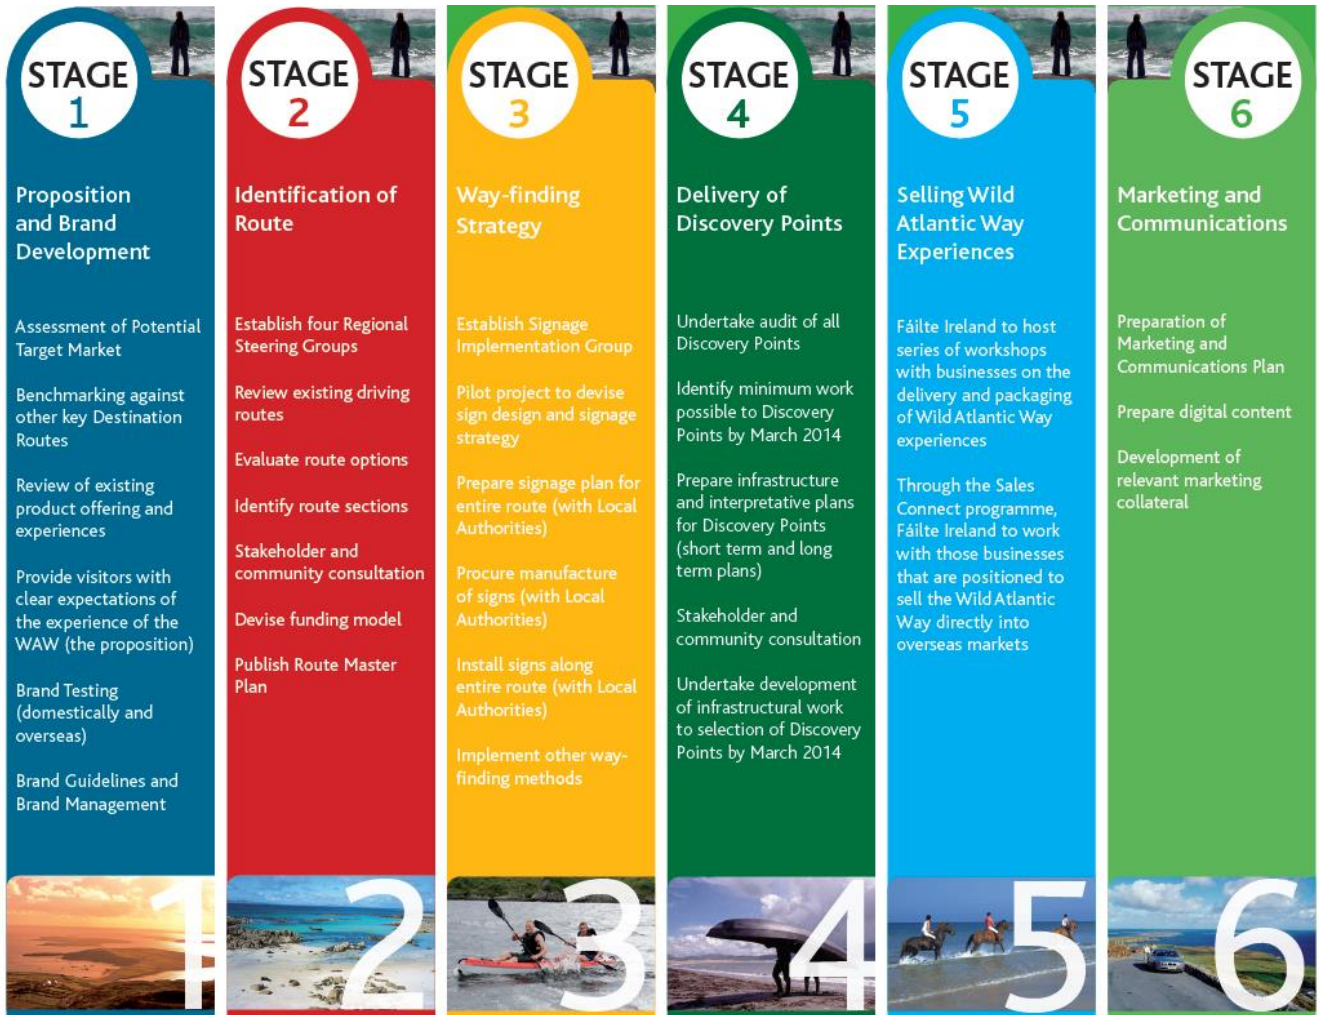 STAGE
1
Proposition
and Brand
Development
Assessment of Potential
Target Market
Benchmarking against
other key Destination
Routes
Review of existing
product offering and
experiences
Provide visitors with
clear expectations of
the experience of the
WAW (the proposition)
Brand Testing
(domestically and
overseas)
Brand Guidelines and
Brand Management
1
STAGE
2
Identification of
Route
Establish four Regional
Steering Groups
Review existing driving
routes
Evaluate route options
Identify route sections
Stakeholder and
community consultation
Devise funding model
Publish Route Master
Plan
2
STAGE
3
Way-finding
Strategy
Establish Signage
Implementation Group
Pilot project to devise
sign design and signage
strategy
Prepare signage plan for
entire route (with Local
Authorities)
Procure manufacture
of signs (with Local
Authorities)
Install signs along
entire route (with Local
Authorities)
Implement other way-
finding methods
3
STAGE
4
Delivery of
Discovery Points
Undertake audit of all
Discovery Points
Identify minimum work
possible to Discovery
Points by March 2014
Prepare infrastructure
and interpretative plans
for Discovery Points
(short term and long
term plans)
Stakeholder and
community consultation
Undertake development
of infrastructural work
to selection of Discovery
Points by March 2014
4
STAGE
5
Selling Wild
Atlantic Way
Experiences
Fáilte Ireland to host
series of workshops
with businesses on the
delivery and packaging
of Wild Atlantic Way
experiences
Through the Sales
Connect programme,
Fáilte Ireland to work
with those businesses
that are positioned to
sell the Wild Atlantic
Way directly into
overseas markets
5
STAGE
6
Marketing and
Communications
Preparation of
Marketing and
Communications Plan
Prepare digital content
Development of
relevant marketing
collateral
6